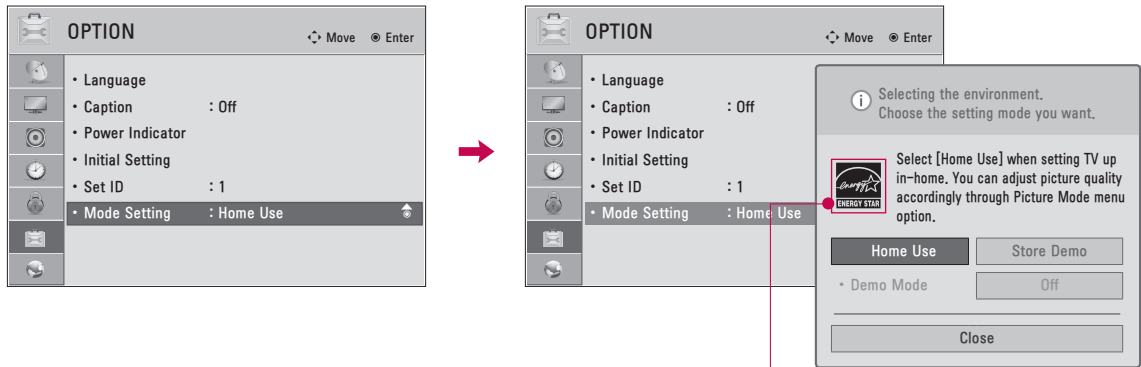 OPTION
Move
Enter
• Language
• Caption : Off
• Power Indicator
• Initial Setting
• Set ID : 1
• Mode Setting : Home Use
OPTION
Move
Enter
• Language
• Caption : Off
• Power Indicator
• Initial Setting
• Set ID : 1
• Mode Setting : Home Use
i
Selecting the environment.
Choose the setting mode you want.
energy
ENERGY STAR
Select [Home Use] when setting TV up
in-home. You can adjust picture quality
accordingly through Picture Mode menu
option.
Home Use
Store Demo
• Demo Mode
Off
Close